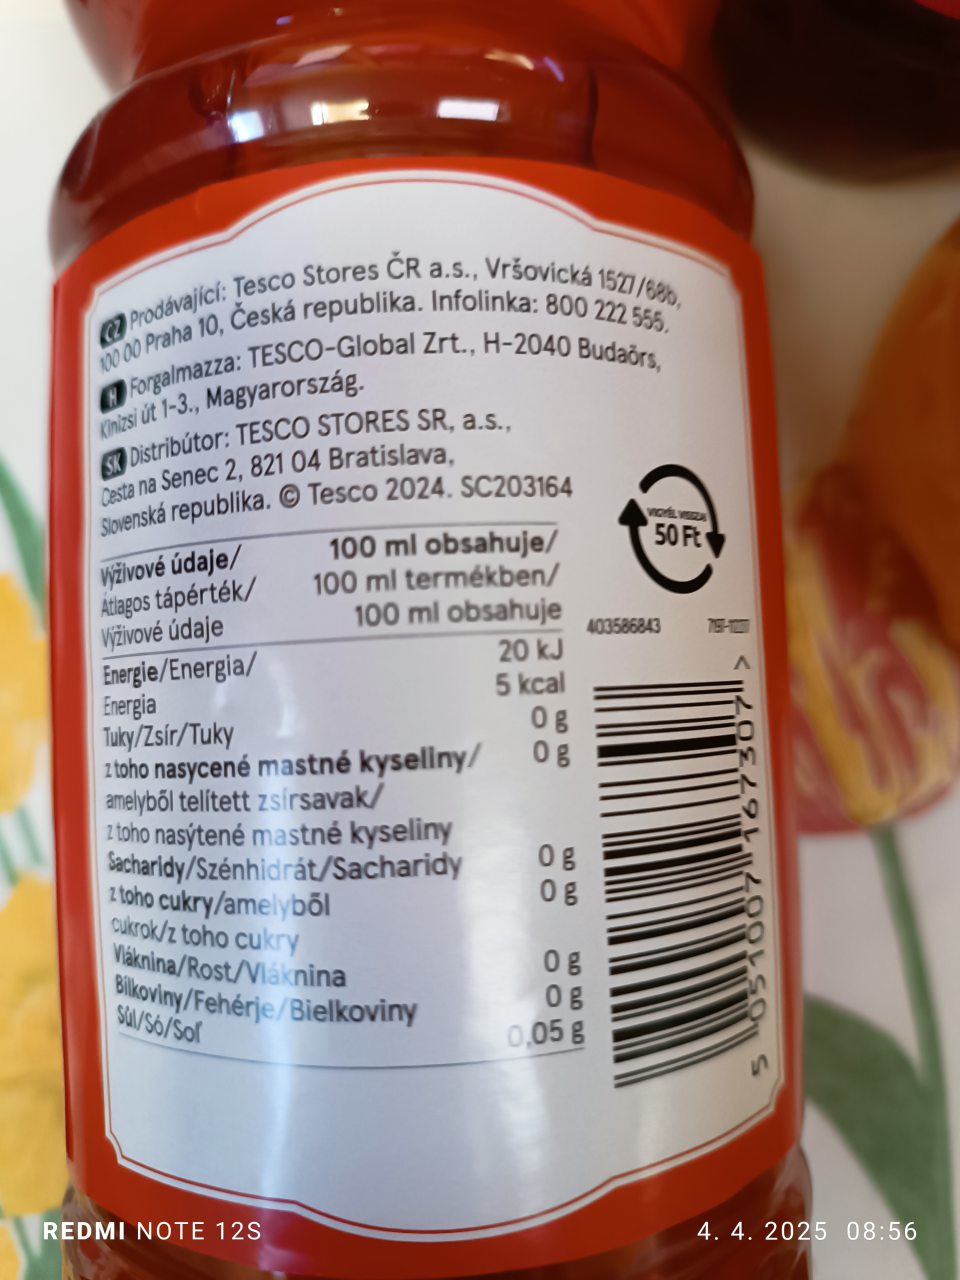 CZ Prodávající: Tesco Stores ČR a.s., Vršovická 1527/68b,
100 00 Praha 10, Česká republika. Infolinka: 800 222 555.
H Forgalmazza: TESCO-Global Zrt., H-2040 Budaörs,
Kinizsi út 1-3., Magyarország.
SK Distribútor: TESCO STORES SR, a.s.,
Cesta na Senec 2, 821 04 Bratislava,
Slovenská republika. © Tesco 2024. SC203164
VIGYÉL VISSZA!
50 Ft
Výživové údaje/ 100 ml obsahuje/
Átlagos tápérték/ 100 ml termékben/
Výživové údaje 100 ml obsahuje
Energie/Energia/ 20 kJ
Energia 5 kcal
Tuky/Zsír/Tuky 0 g
z toho nasycené mastné kyseliny/ 0 g
amelyből telített zsírsavak/
z toho nasýtené mastné kyseliny
Sacharidy/Szénhidrát/Sacharidy 0 g
z toho cukry/amelyből 0 g
cukrok/z toho cukry
Vláknina/Rost/Vláknina 0 g
Bílkoviny/Fehérje/Bielkoviny 0 g
Sůl/Só/Soľ 0,05 g
403586843
5 051007 167307 >
REDMI NOTE 12S
4. 4. 2025 08:56